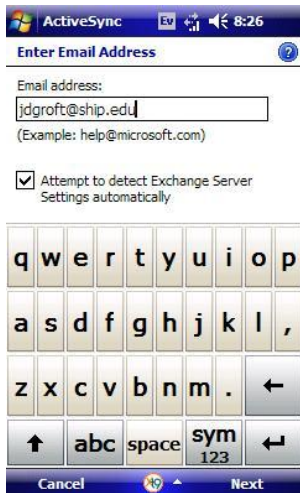 ActiveSync Ev 8:26
Enter Email Address ?
Email address:
jdgroft@ship.edu
(Example: help@microsoft.com)
Attempt to detect Exchange Server
Settings automatically
q w e r t y u i o p
a s d f g h j k l ,
z x c v b n m . ←
↑ abc space sym 123 ↵
Cancel Next